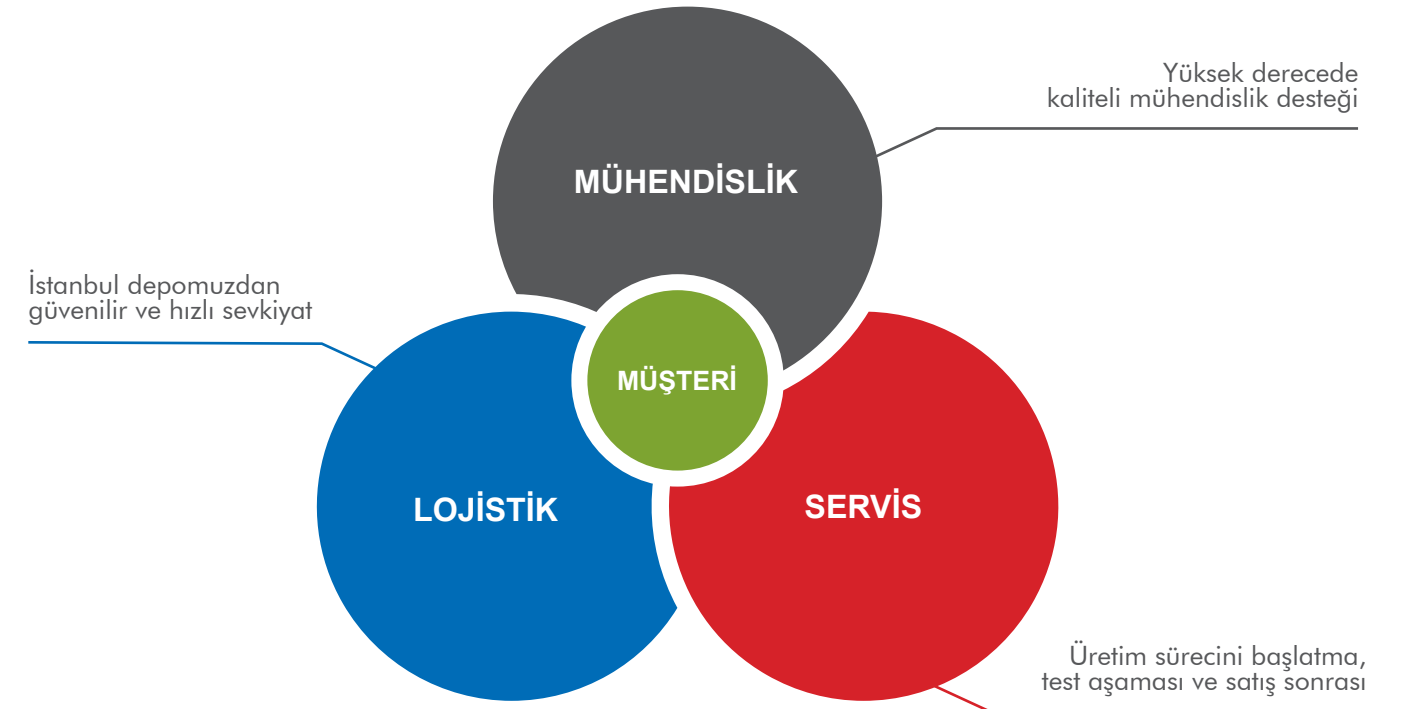 Yüksek derecede
kaliteli mühendislik desteği
MÜHENDİSLİK
İstanbul depomuzdan
güvenilir ve hızlı sevkiyat
MÜŞTERİ
LOJİSTİK
SERVİS
Üretim sürecini başlatma,
test aşaması ve satış sonrası